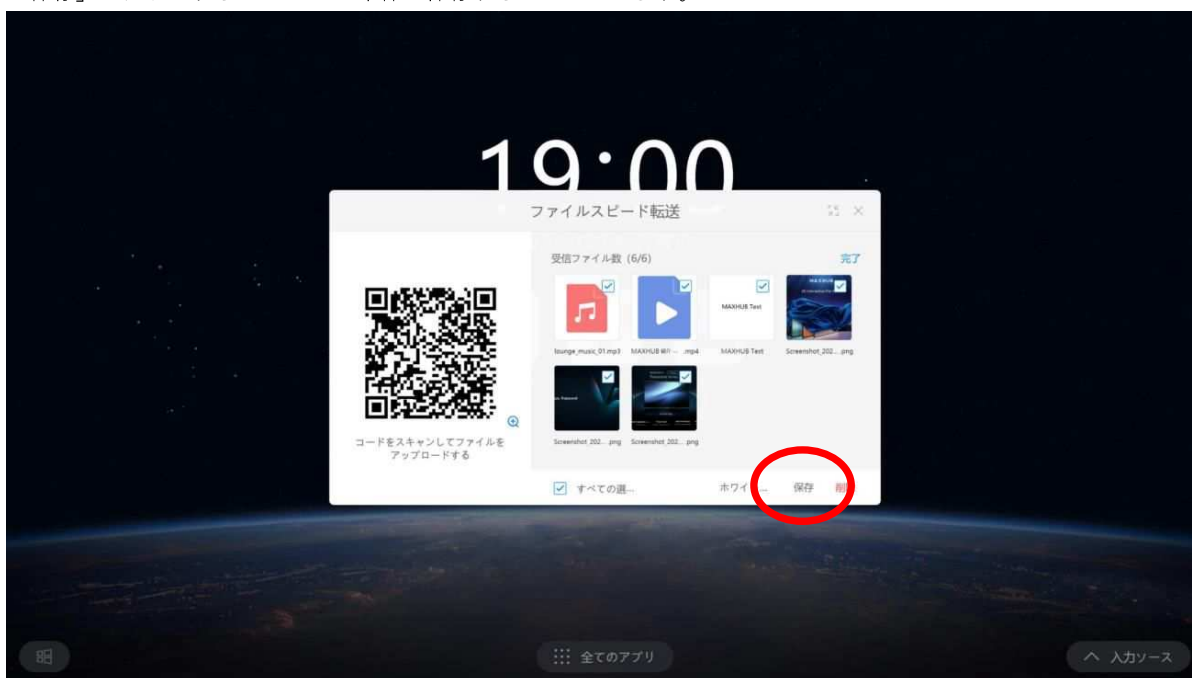 19:00
ファイルスピード転送
受信ファイル数 (6/6)
完了
MAXHUB Text
lounge_music_01.mp3
MAXHUB Text
Screenshot_202... .png
Screenshot_202... .png
Screenshot_202... .png
コードをスキャンしてファイルを
アップロードする
すべての選...
ホワイ...
保存
削
全てのアプリ
入力ソース